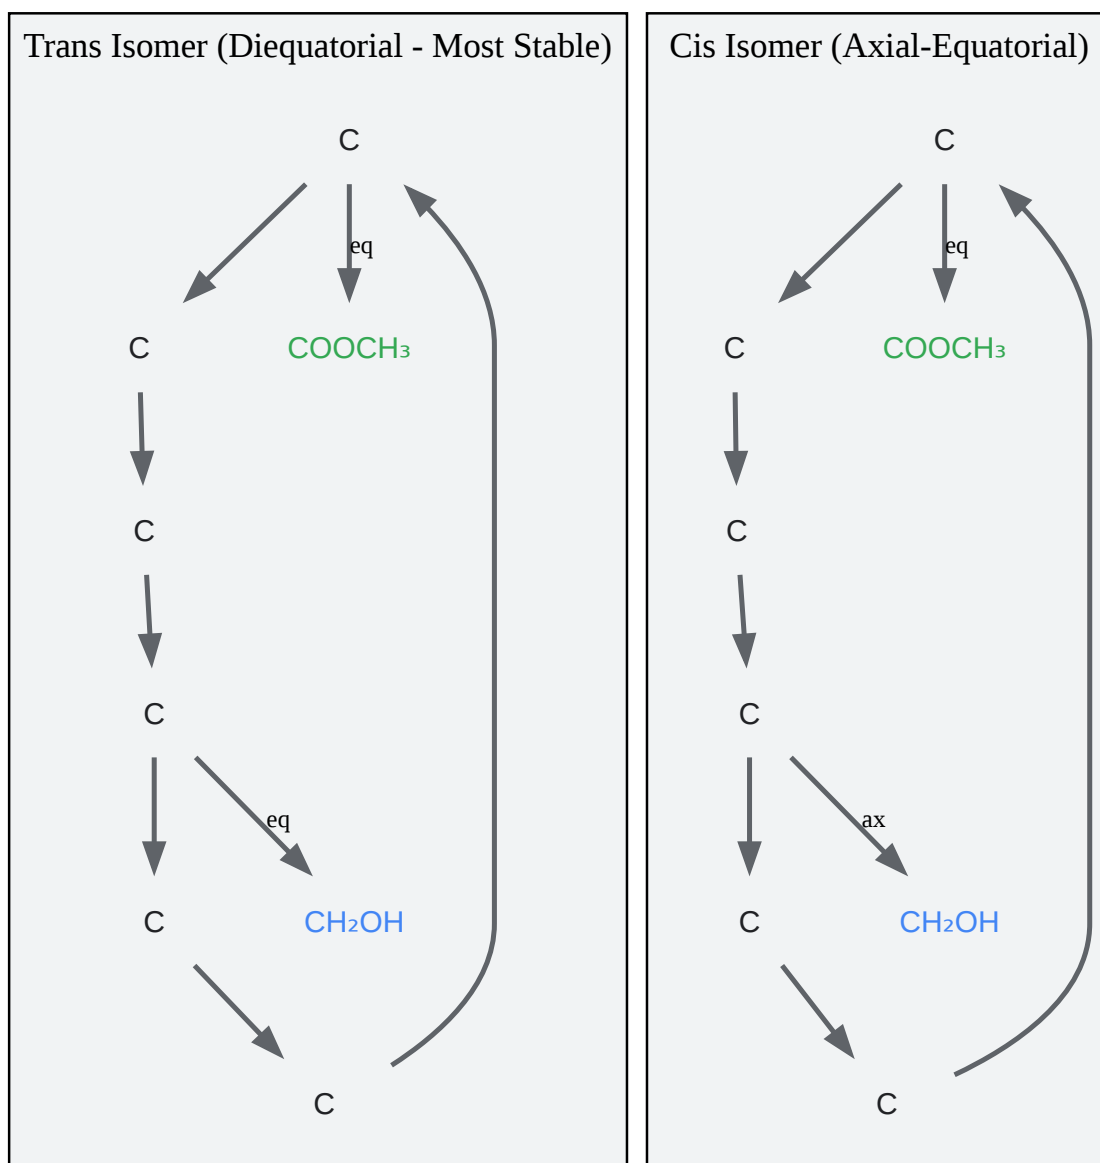 Trans Isomer (Diequatorial - Most Stable)
C
eq
C
COOCH₃
C
C
eq
C
CH₂OH
C
Cis Isomer (Axial-Equatorial)
C
eq
C
COOCH₃
C
C
ax
C
CH₂OH
C